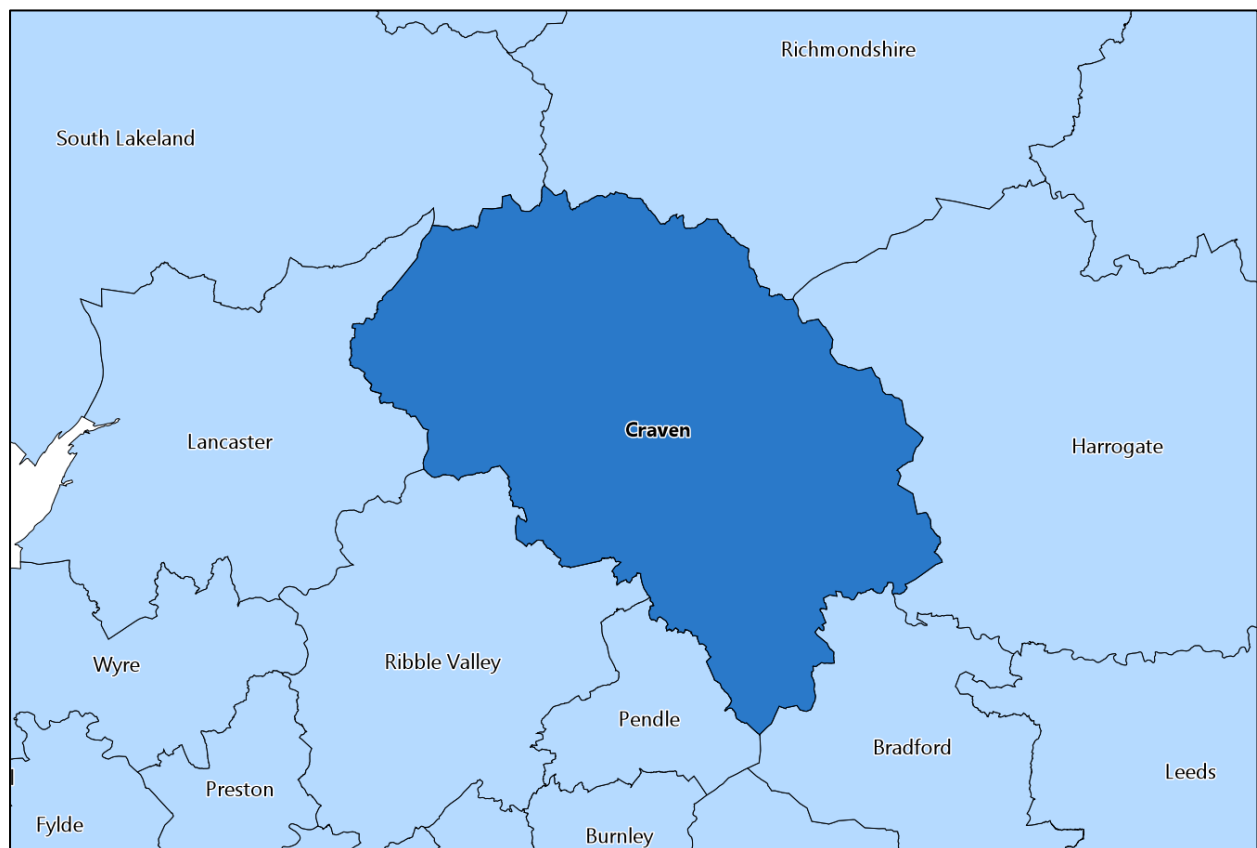 Richmondshire
South Lakeland
Craven
Lancaster
Harrogate
Wyre
Ribble Valley
Pendle
Bradford
Leeds
Preston
Fylde
Burnley